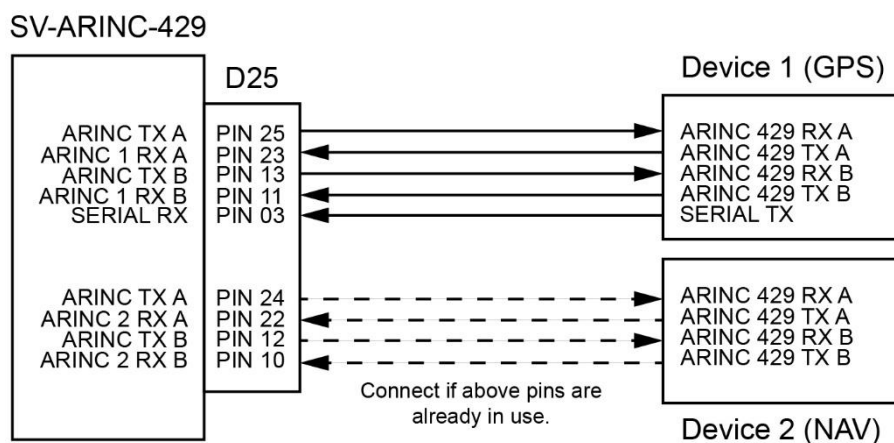 SV-ARINC-429
D25
Device 1 (GPS)
ARINC TX A PIN 25 ARINC 429 RX A
ARINC 1 RX A PIN 23 ARINC 429 TX A
ARINC TX B PIN 13 ARINC 429 RX B
ARINC 1 RX B PIN 11 ARINC 429 TX B
SERIAL RX PIN 03 SERIAL TX
ARINC TX A PIN 24 ARINC 429 RX A
ARINC 2 RX A PIN 22 ARINC 429 TX A
ARINC TX B PIN 12 ARINC 429 RX B
ARINC 2 RX B PIN 10 ARINC 429 TX B
Connect if above pins are
already in use.
Device 2 (NAV)